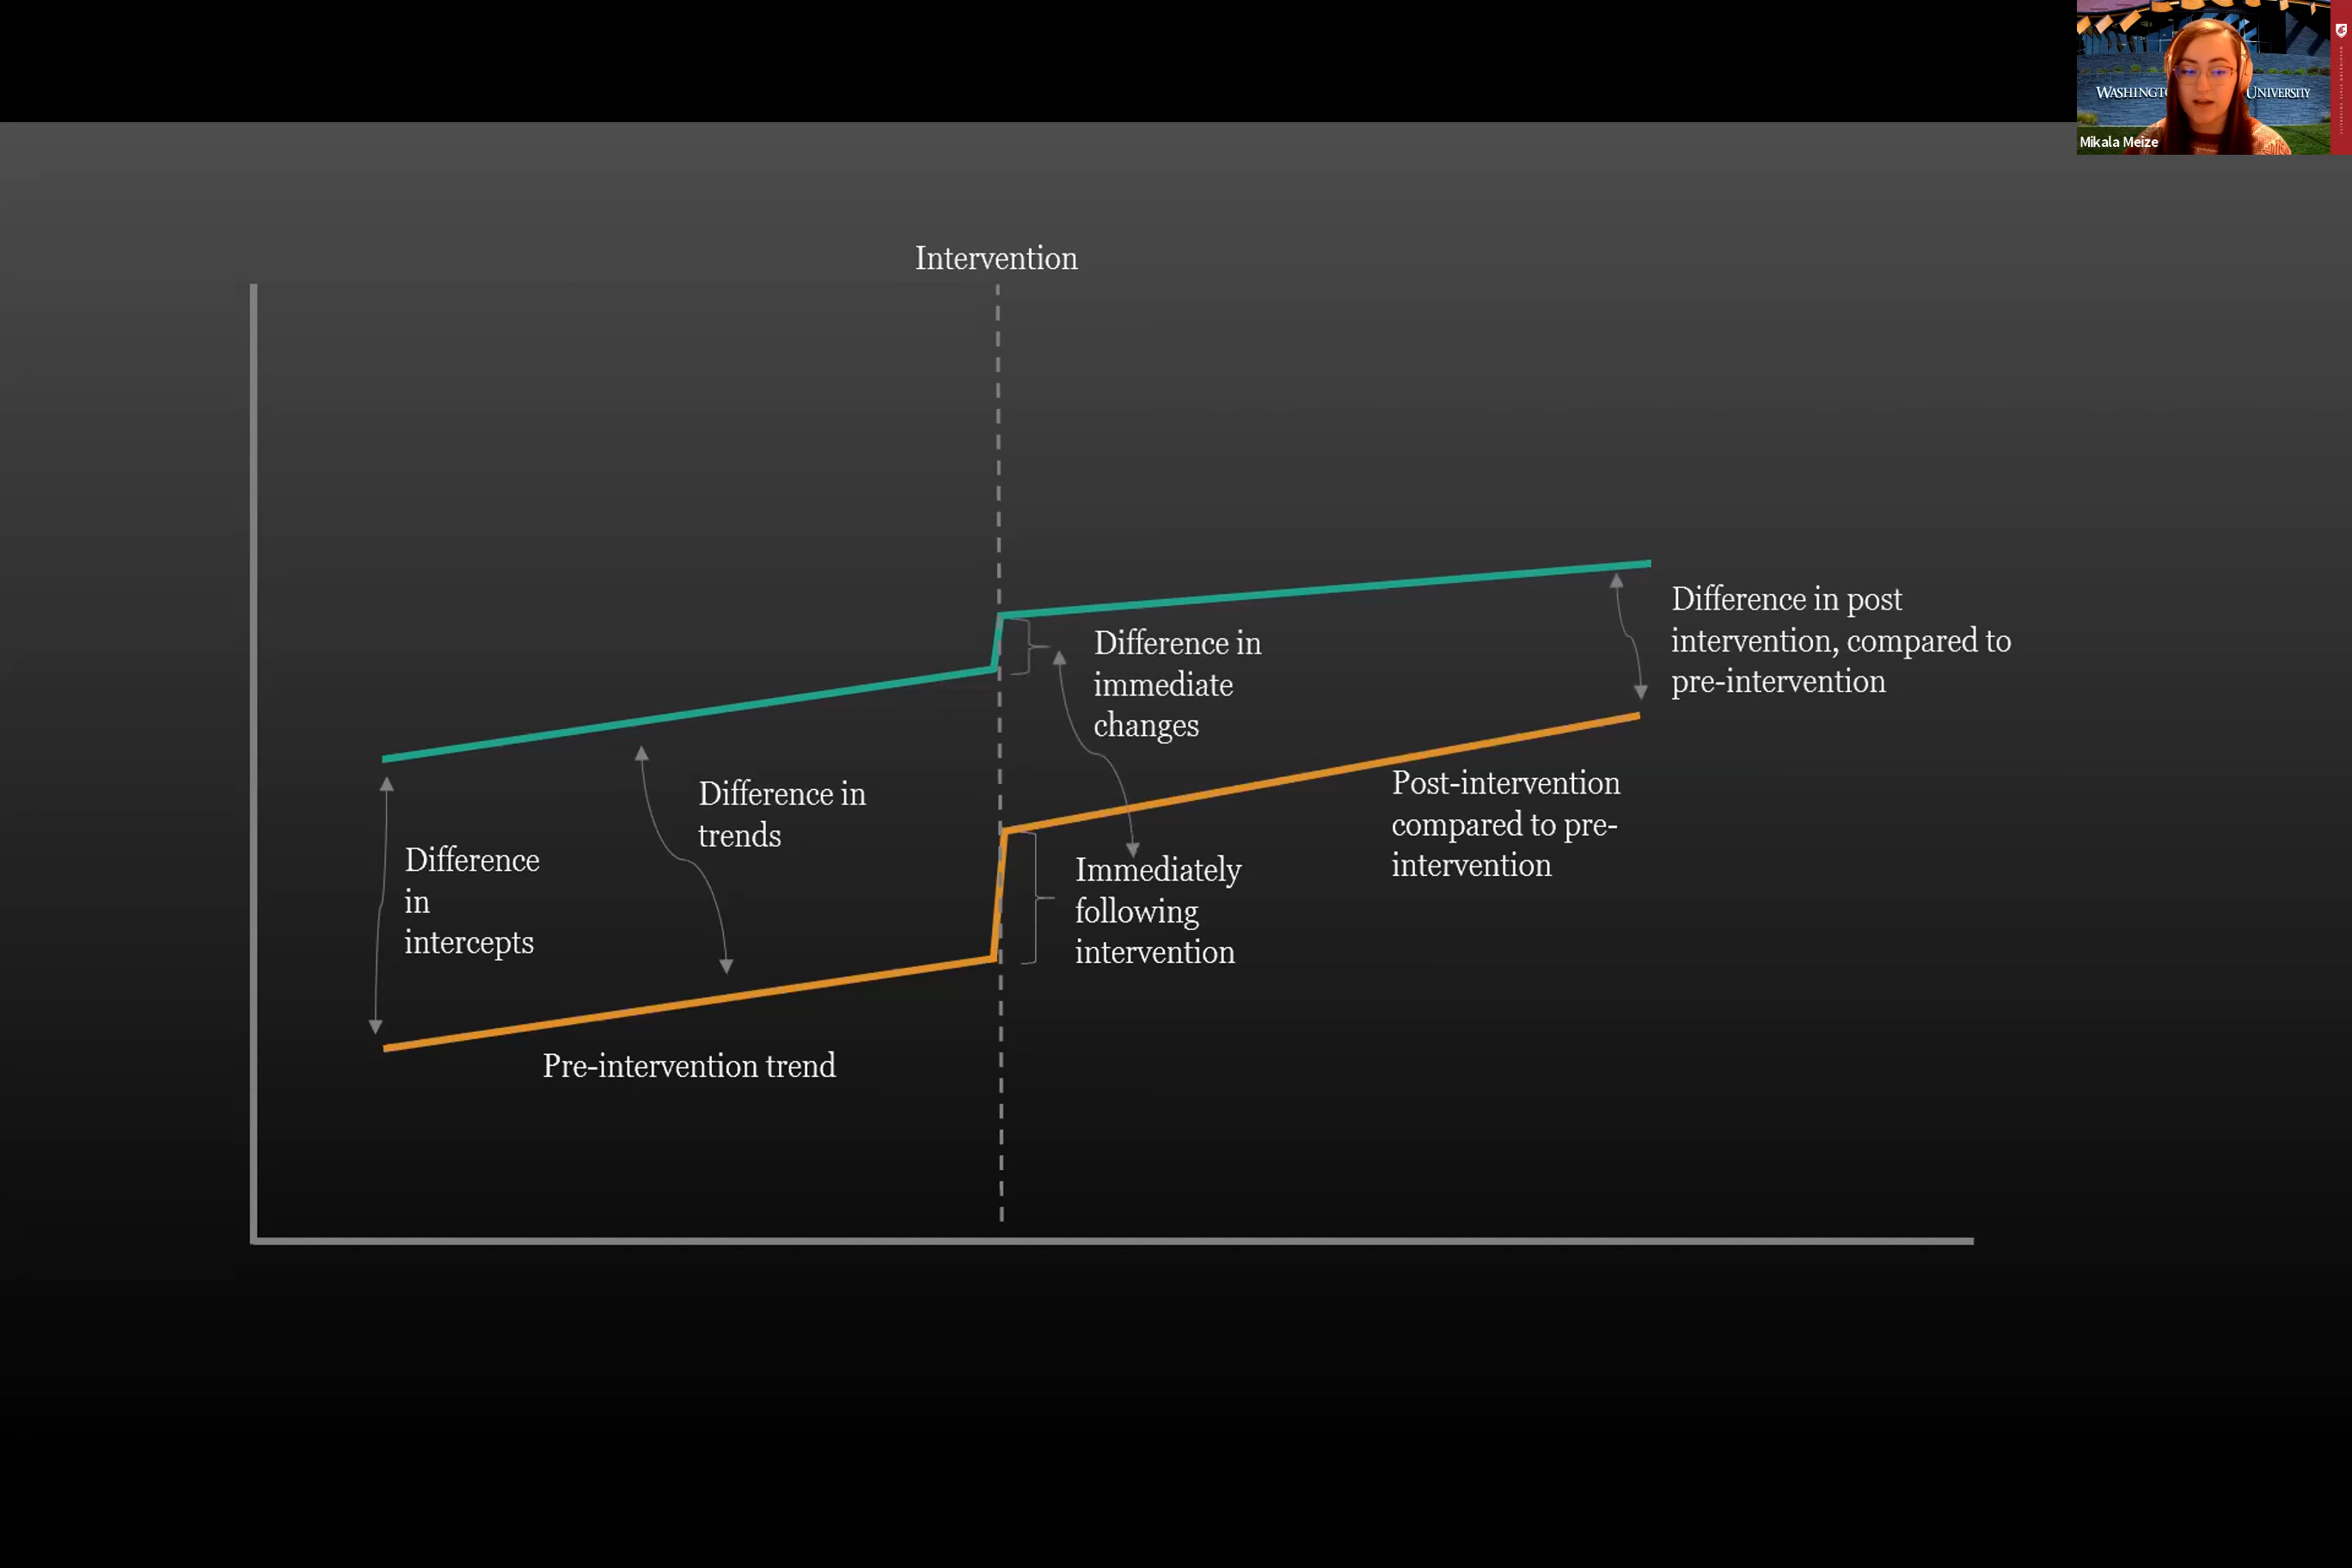 WASHINGT
UNIVERSITY
Mikala Meize
Intervention
Difference in post
intervention, compared to
pre-intervention
Difference in
immediate
changes
Difference in
trends
Post-intervention
compared to pre-
intervention
Difference
in
intercepts
Immediately
following
intervention
Pre-intervention trend